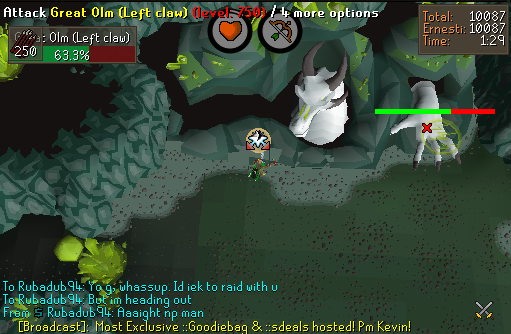 Attack Great Olm (Left claw) (level, 750) / 4 more options
Total: 10087
Ernestr: 10087
Time: 1:29
Great Olm (Left claw)
250
63.3%
To Rubadub94: Yo g, whassup. Id iek to raid with u
To Rubadub94: But im heading out
From S Rubadub94: Aaaight np man
[Broadcast]: Most Exclusive ::Goodiebag & ::sdeals hosted! Pm Kevin!